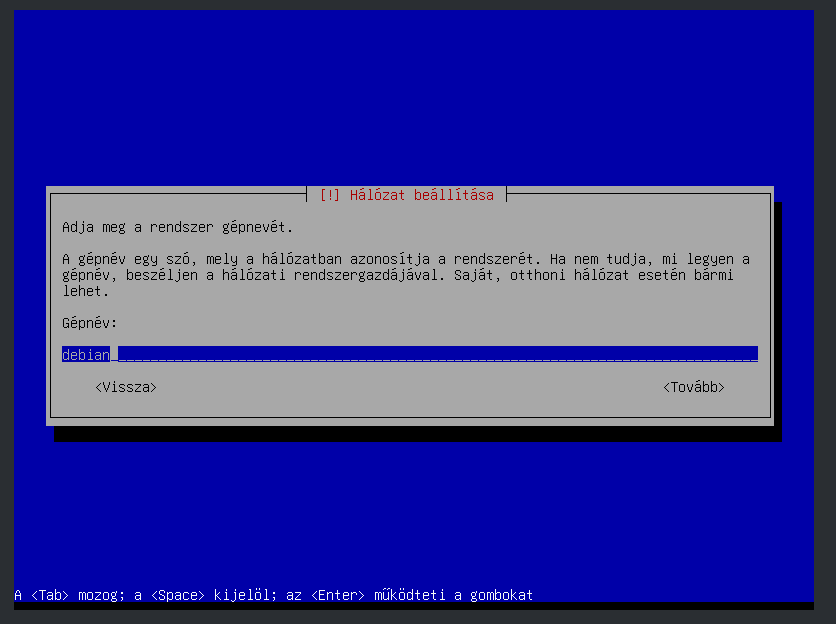 [!] Hálózat beállítása
Adja meg a rendszer gépnevét.
A gépnév egy szó, mely a hálózatban azonosítja a rendszerét. Ha nem tudja, mi legyen a
gépnév, beszéljen a hálózati rendszergazdájával. Saját, otthoni hálózat esetén bármi
lehet.
Gépnév:
debian
<Vissza> <Tovább>
A <Tab> mozog; a <Space> kijelöl; az <Enter> működteti a gombokat